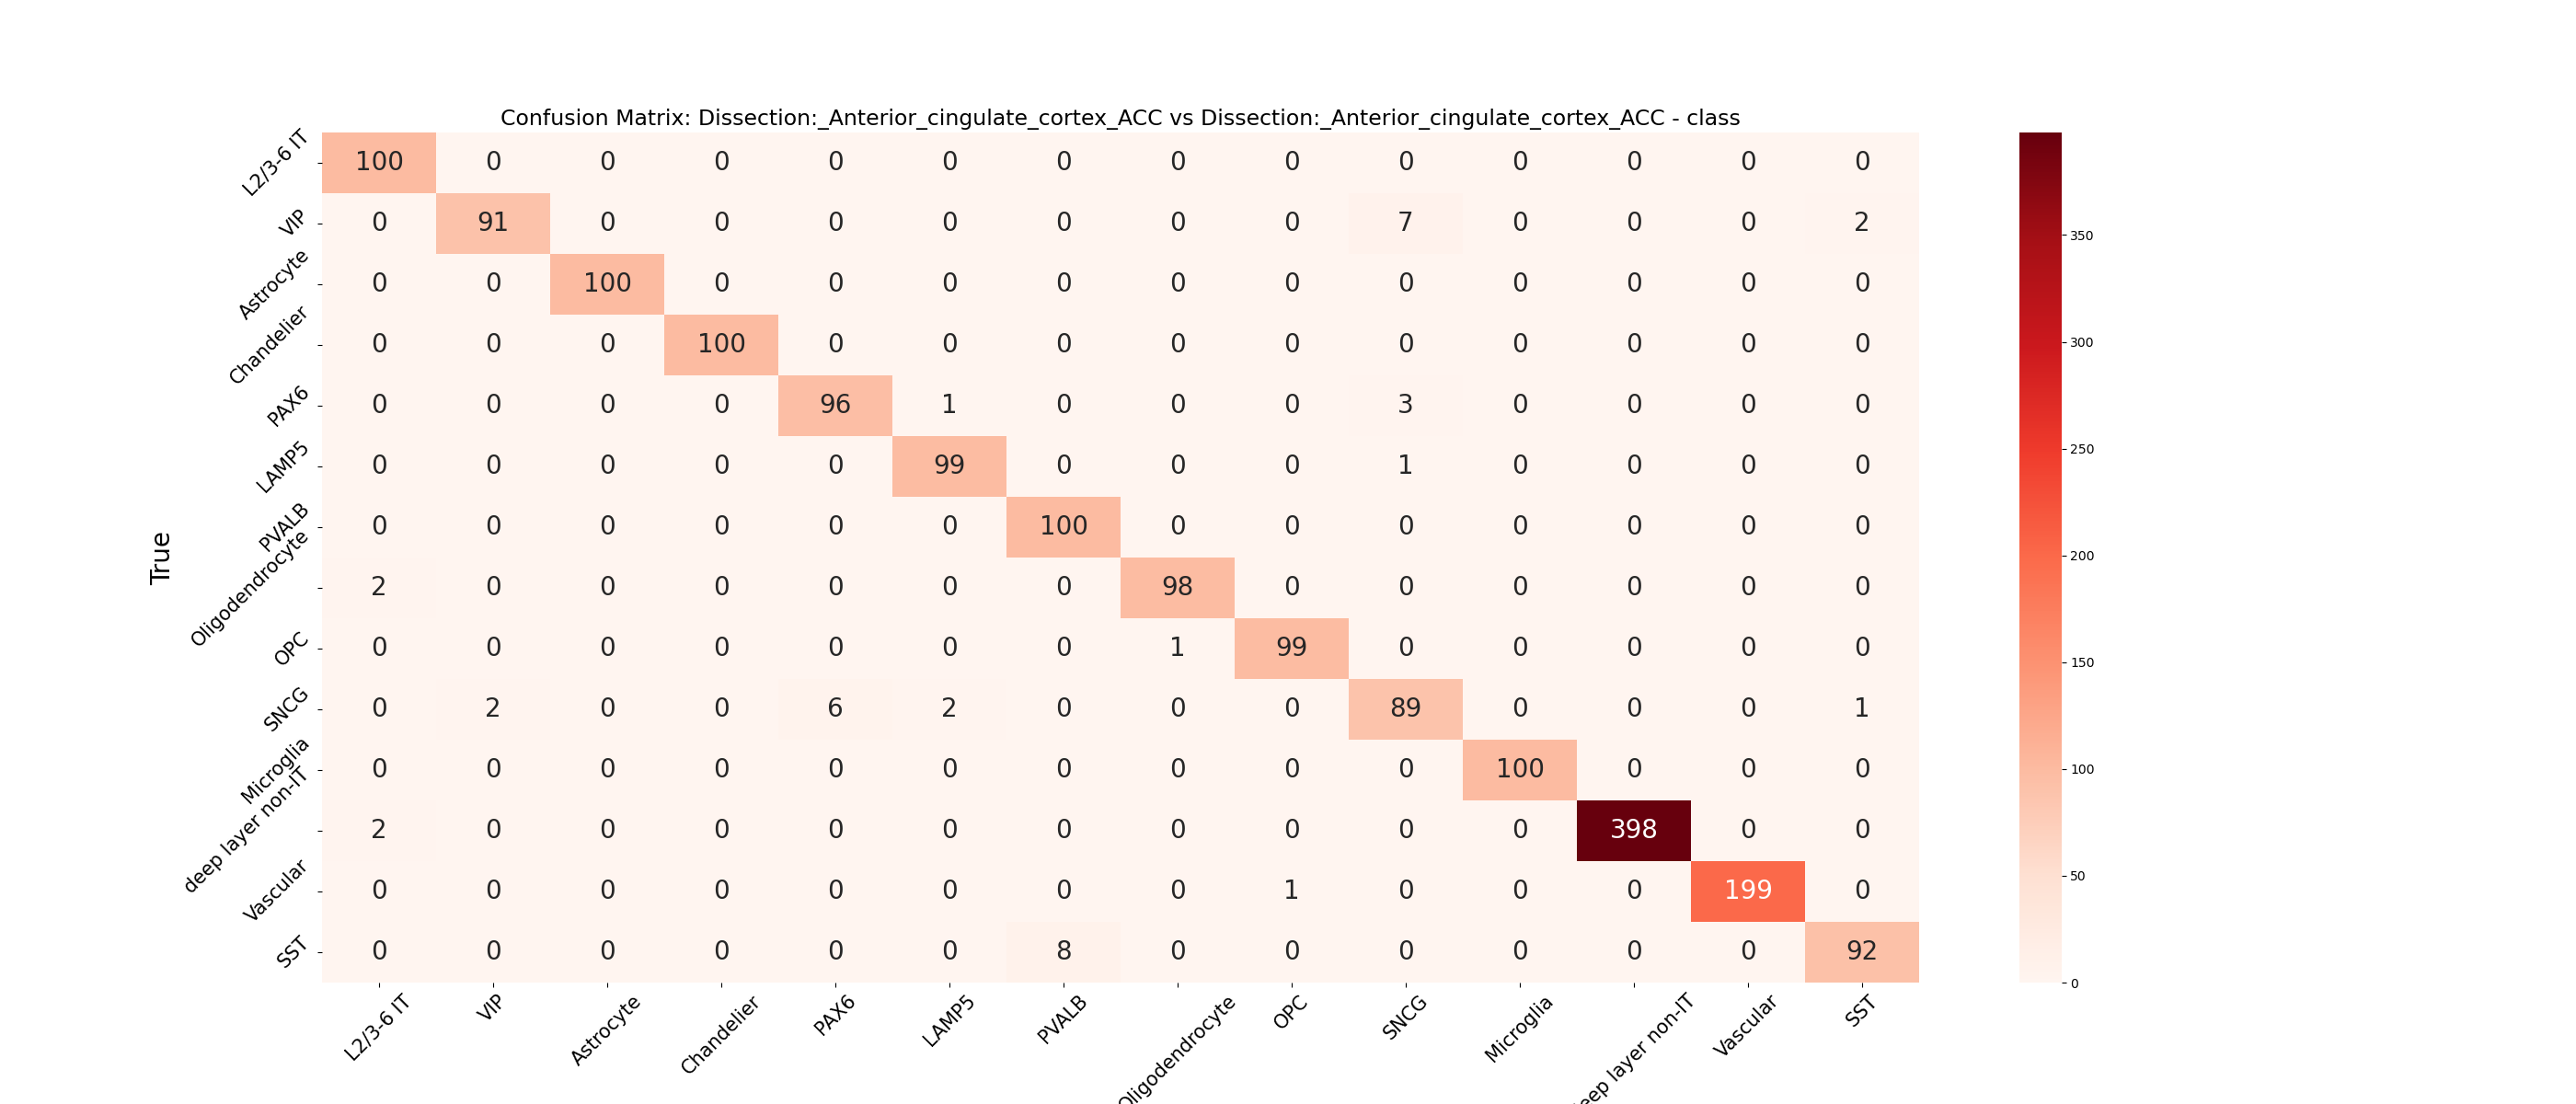 Confusion Matrix: Dissection:_Anterior_cingulate_cortex_ACC vs Dissection:_Anterior_cingulate_cortex_ACC - class
True
L2/3-6 IT 100 0 0 0 0 0 0 0 0 0 0 0 0 0
VIP 0 91 0 0 0 0 0 0 0 7 0 0 0 2
Astrocyte 0 0 100 0 0 0 0 0 0 0 0 0 0 0
Chandelier 0 0 0 100 0 0 0 0 0 0 0 0 0 0
PAX6 0 0 0 0 96 1 0 0 0 3 0 0 0 0
LAMP5 0 0 0 0 0 99 0 0 0 1 0 0 0 0
PVALB 0 0 0 0 0 0 100 0 0 0 0 0 0 0
Oligodendrocyte 2 0 0 0 0 0 0 98 0 0 0 0 0 0
OPC 0 0 0 0 0 0 0 1 99 0 0 0 0 0
SNCG 0 2 0 0 6 2 0 0 0 89 0 0 0 1
Microglia 0 0 0 0 0 0 0 0 0 0 100 0 0 0
deep layer non-IT 2 0 0 0 0 0 0 0 0 0 0 398 0 0
Vascular 0 0 0 0 0 0 0 0 1 0 0 0 199 0
SST 0 0 0 0 0 0 8 0 0 0 0 0 0 92
L2/3-6 IT VIP Astrocyte Chandelier PAX6 LAMP5 PVALB Oligodendrocyte OPC SNCG Microglia eep layer non-IT Vascular SST
350
300
250
200
150
100
50
0